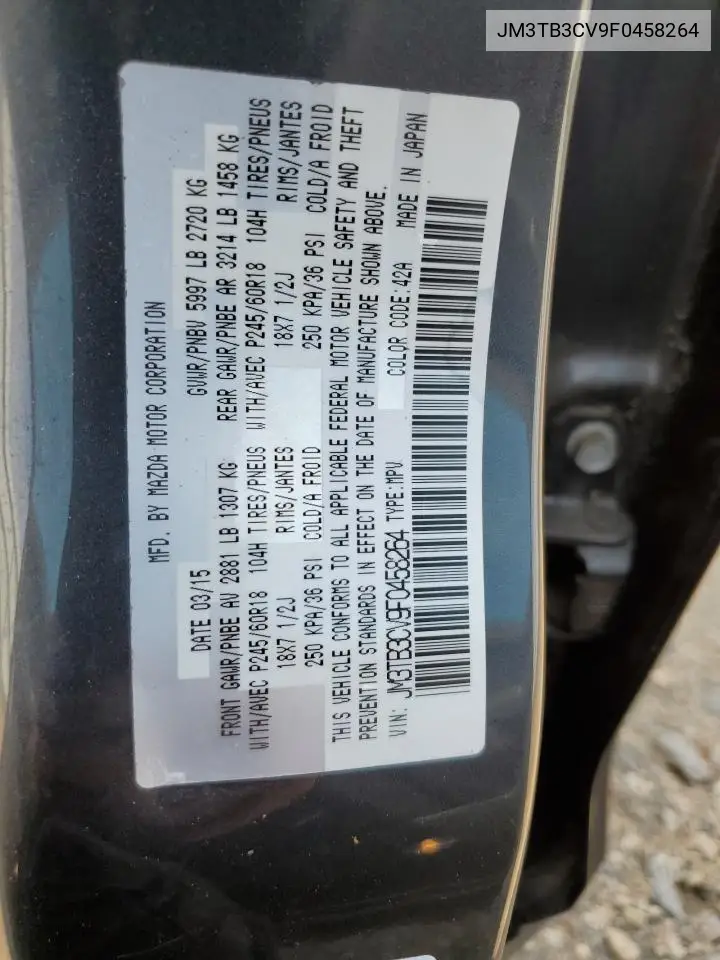 JM3TB3CV9F0458264
MFD. BY MAZDA MOTOR CORPORATION
DATE 03/15 GVWR/PNBV 5997 LB 2720 KG
FRONT GAWR/PNBE AV 2881 LB 1307 KG REAR GAWR/PNBE AR 3214 LB 1458 KG
WITH/AVEC P245/60R18 104H TIRES/PNEUS WITH/AVEC P245/60R18 104H TIRES/PNEUS
18X7 1/2J RIMS/JANTES 18X7 1/2J RIMS/JANTES
250 KPA/36 PSI COLD/A FROID 250 KPA/36 PSI COLD/A FROID
THIS VEHICLE CONFORMS TO ALL APPLICABLE FEDERAL MOTOR VEHICLE SAFETY AND THEFT
PREVENTION STANDARDS IN EFFECT ON THE DATE OF MANUFACTURE SHOWN ABOVE.
VIN: JM3TB3CV9F0458264 TYPE:MPV COLOR CODE:42A MADE IN JAPAN